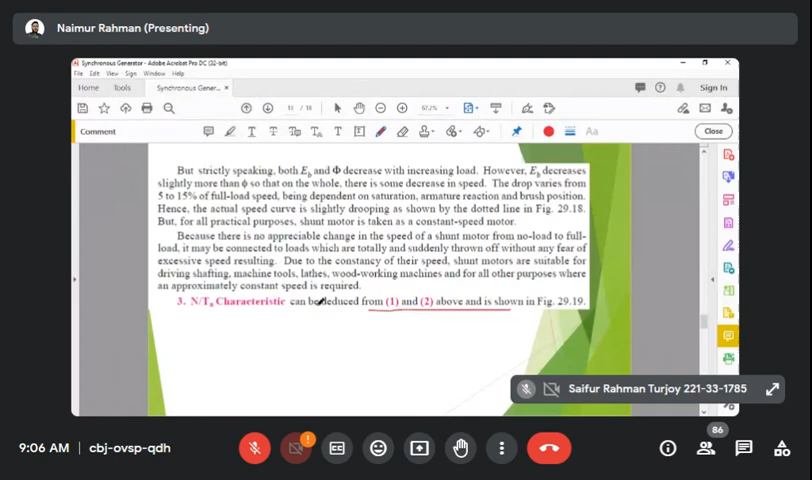 Naimur Rahman (Presenting)
Synchronous Generator - Adobe Acrobat Pro DC (32-bit)
File Edit View Sign Window Help
Home Tools Synchronous Gener... × Sign In
11 / 18 67.2%
Comment Close
But strictly speaking, both Eb and Φ decrease with increasing load. However, Eb decreases
slightly more than ϕ so that on the whole, there is some decrease in speed. The drop varies from
5 to 15% of full-load speed, being dependent on saturation, armature reaction and brush position.
Hence, the actual speed curve is slightly drooping as shown by the dotted line in Fig. 29.18.
But, for all practical purposes, shunt motor is taken as a constant-speed motor.
Because there is no appreciable change in the speed of a shunt motor from no-load to full-
load, it may be connected to loads which are totally and suddenly thrown off without any fear of
excessive speed resulting. Due to the constancy of their speed, shunt motors are suitable for
driving shafting, machine tools, lathes, wood-working machines and for all other purposes where
an approximately constant speed is required.
3. N/Ta Characteristic can be deduced from (1) and (2) above and is shown in Fig. 29.19.
Saifur Rahman Turjoy 221-33-1785
86
9:06 AM | cbj-ovsp-qdh